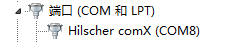 端口 (COM 和 LPT)
Hilscher comX (COM8)